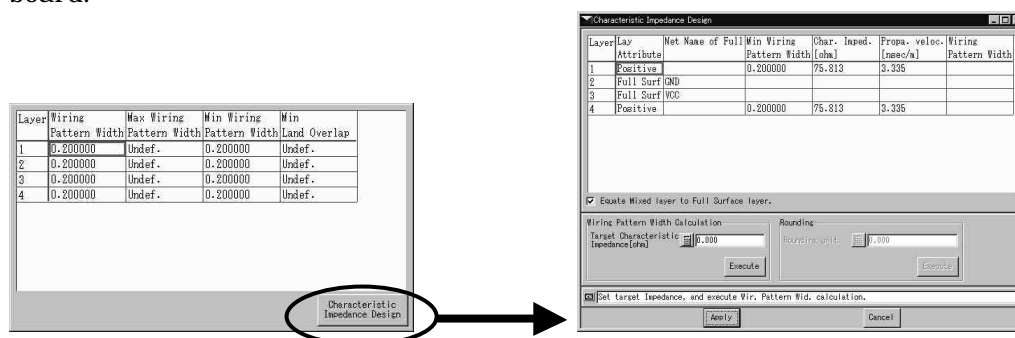 board.
Layer Wiring Pattern Width Max Wiring Pattern Width Min Wiring Pattern Width Min Land Overlap
1 0.200000 Undef. 0.200000 Undef.
2 0.200000 Undef. 0.200000 Undef.
3 0.200000 Undef. 0.200000 Undef.
4 0.200000 Undef. 0.200000 Undef.
Characteristic
Impedance Design
Characteristic Impedance Design
Layer Lay Attribute Net Name of Full Min Wiring Pattern Width Char. Imped. [ohm] Propa. veloc. [nsec/m] Wiring Pattern Width
1 Positive 0.200000 75.813 3.335
2 Full Surf GND
3 Full Surf VCC
4 Positive 0.200000 75.813 3.335
Equate Mixed layer to Full Surface layer.
Wiring Pattern Width Calculation
Target Characteristic
Impedance[ohm]
0.000
Execute
Rounding
Rounding unit 0.000
Execute
Set target Impedance, and execute Wir. Pattern Wid. calculation.
Apply Cancel